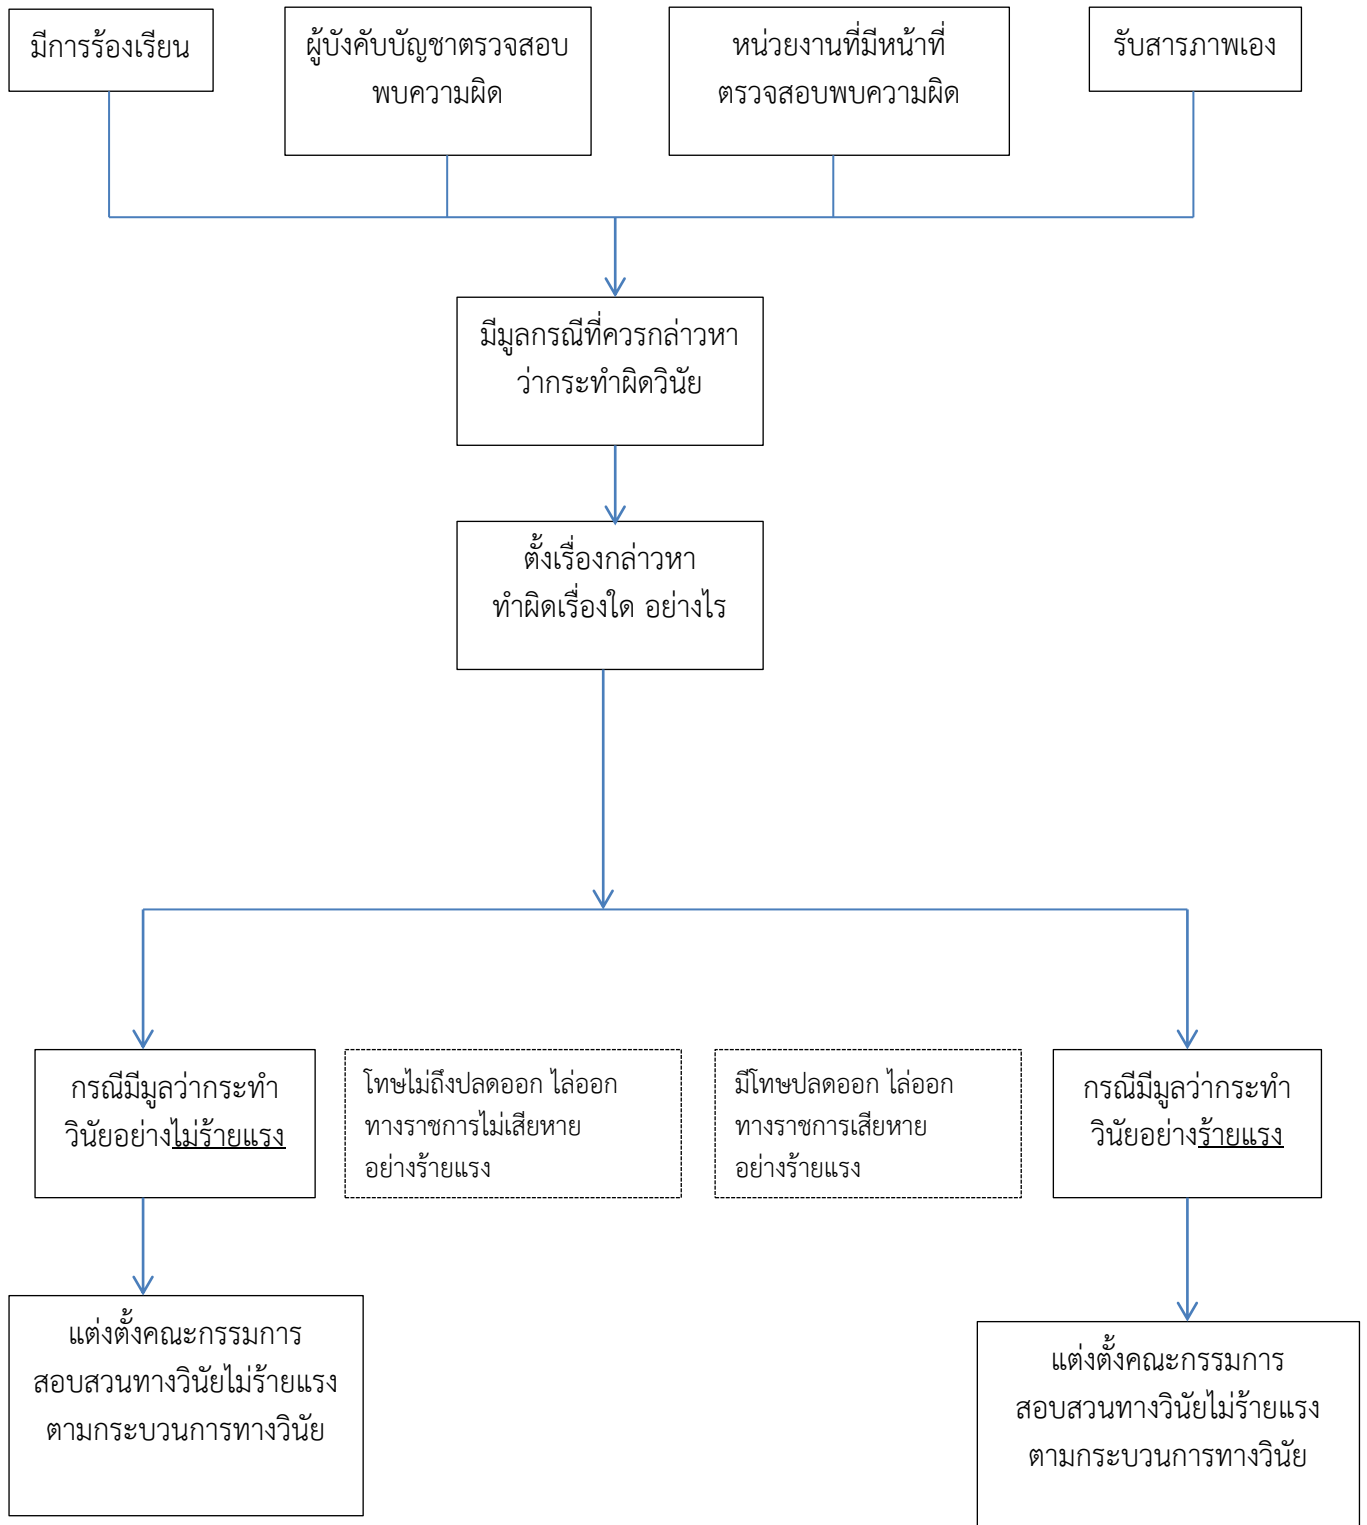 มีการร้องเรียน
ผู้บังคับบัญชาตรวจสอบ
พบความผิด
หน่วยงานที่มีหน้าที่
ตรวจสอบพบความผิด
รับสารภาพเอง
มีมูลกรณีที่ควรกล่าวหา
ว่ากระทำผิดวินัย
ตั้งเรื่องกล่าวหา
ทำผิดเรื่องใด อย่างไร
กรณีมีมูลว่ากระทำ
วินัยอย่างไม่ร้ายแรง
โทษไม่ถึงปลดออก ไล่ออก
ทางราชการไม่เสียหาย
อย่างร้ายแรง
มีโทษปลดออก ไล่ออก
ทางราชการเสียหาย
อย่างร้ายแรง
กรณีมีมูลว่ากระทำ
วินัยอย่างร้ายแรง
แต่งตั้งคณะกรรมการ
สอบสวนทางวินัยไม่ร้ายแรง
ตามกระบวนการทางวินัย
แต่งตั้งคณะกรรมการ
สอบสวนทางวินัยไม่ร้ายแรง
ตามกระบวนการทางวินัย